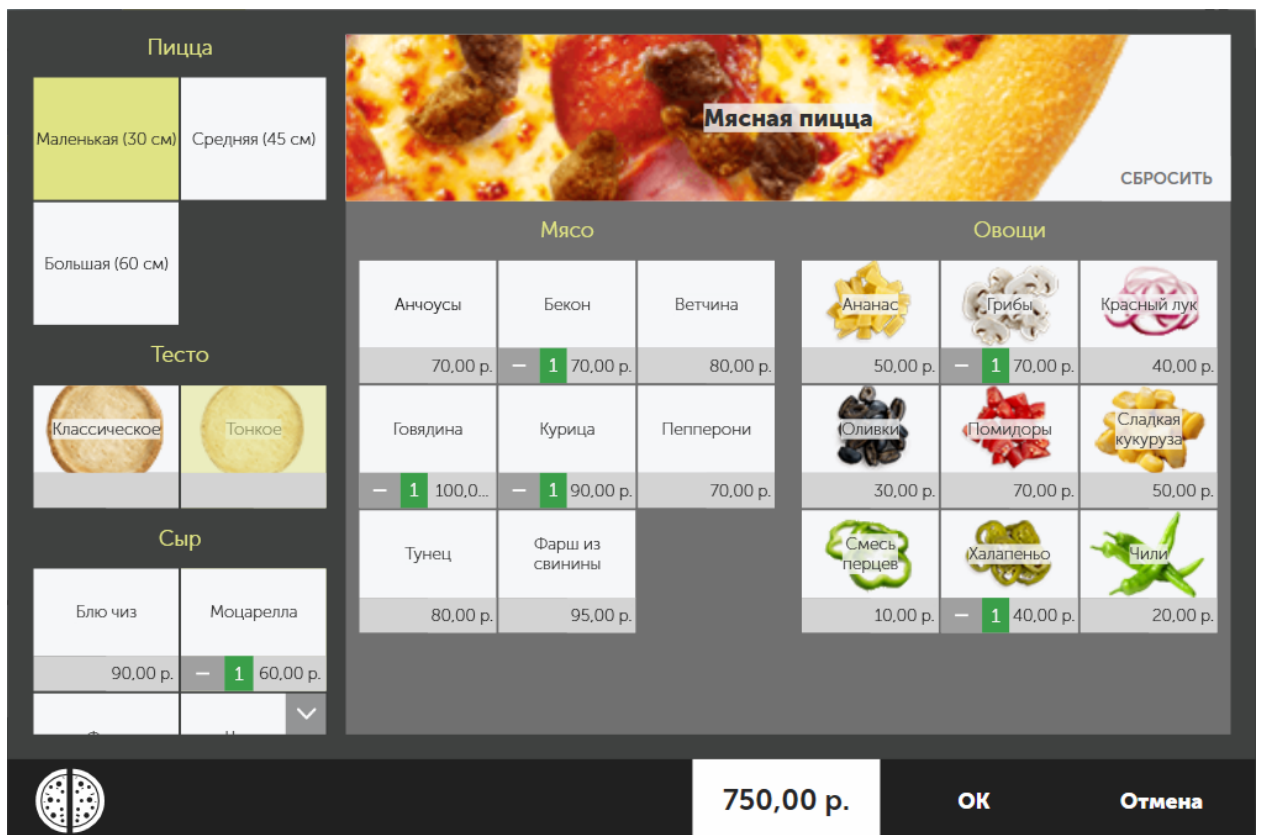 Пицца
Маленькая (30 см)
Средняя (45 см)
Большая (60 см)
Тесто
Классическое
Тонкое
Сыр
Блю чиз
90,00 р.
Моцарелла
– 1 60,00 р.
Мясная пицца
СБРОСИТЬ
Мясо
Анчоусы
70,00 р.
Бекон
– 1 70,00 р.
Ветчина
80,00 р.
Говядина
– 1 100,0...
Курица
– 1 90,00 р.
Пепперони
70,00 р.
Тунец
80,00 р.
Фарш из
свинины
95,00 р.
Овощи
Ананас
50,00 р.
Грибы
– 1 70,00 р.
Красный лук
40,00 р.
Оливки
30,00 р.
Помидоры
70,00 р.
Сладкая
кукуруза
50,00 р.
Смесь
перцев
10,00 р.
Халапеньо
– 1 40,00 р.
Чили
20,00 р.
750,00 р.
ОК
Отмена